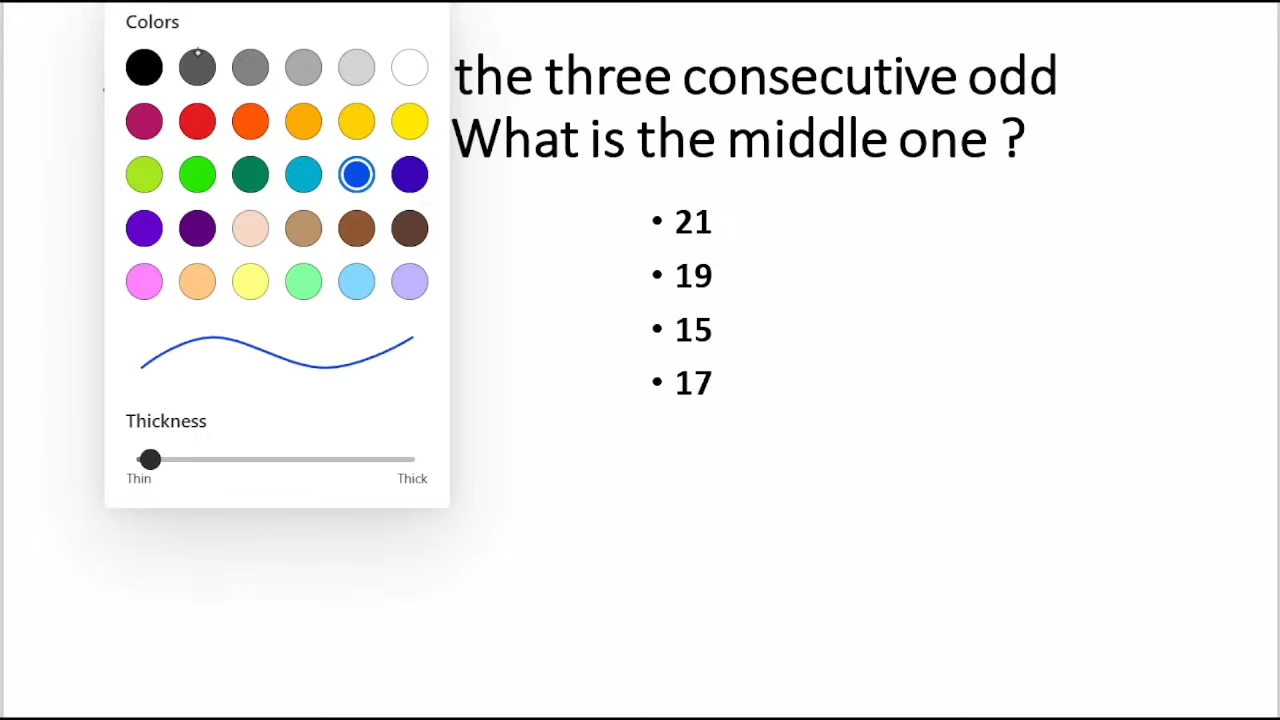 Colors
the three consecutive odd
What is the middle one ?
• 21
• 19
• 15
• 17
Thickness
Thin Thick